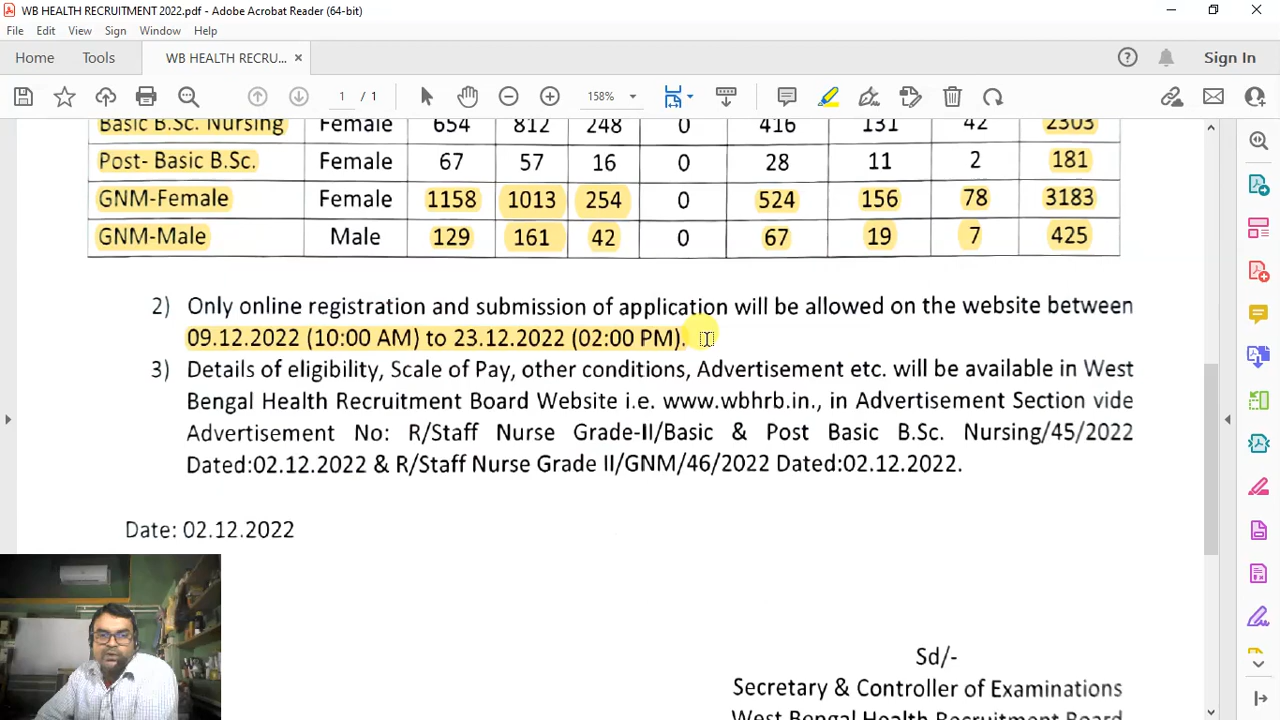 WB HEALTH RECRUITMENT 2022.pdf - Adobe Acrobat Reader (64-bit)
File Edit View Sign Window Help
Home Tools WB HEALTH RECRU... × Sign In
1 / 1 158%
Basic B.Sc. Nursing Female 654 812 248 0 416 131 42 2303
Post- Basic B.Sc. Female 67 57 16 0 28 11 2 181
GNM-Female Female 1158 1013 254 0 524 156 78 3183
GNM-Male Male 129 161 42 0 67 19 7 425
2) Only online registration and submission of application will be allowed on the website between
09.12.2022 (10:00 AM) to 23.12.2022 (02:00 PM).
3) Details of eligibility, Scale of Pay, other conditions, Advertisement etc. will be available in West
Bengal Health Recruitment Board Website i.e. www.wbhrb.in., in Advertisement Section vide
Advertisement No: R/Staff Nurse Grade-II/Basic & Post Basic B.Sc. Nursing/45/2022
Dated:02.12.2022 & R/Staff Nurse Grade II/GNM/46/2022 Dated:02.12.2022.
Date: 02.12.2022
Sd/-
Secretary & Controller of Examinations
West Bengal Health Recruitment Board